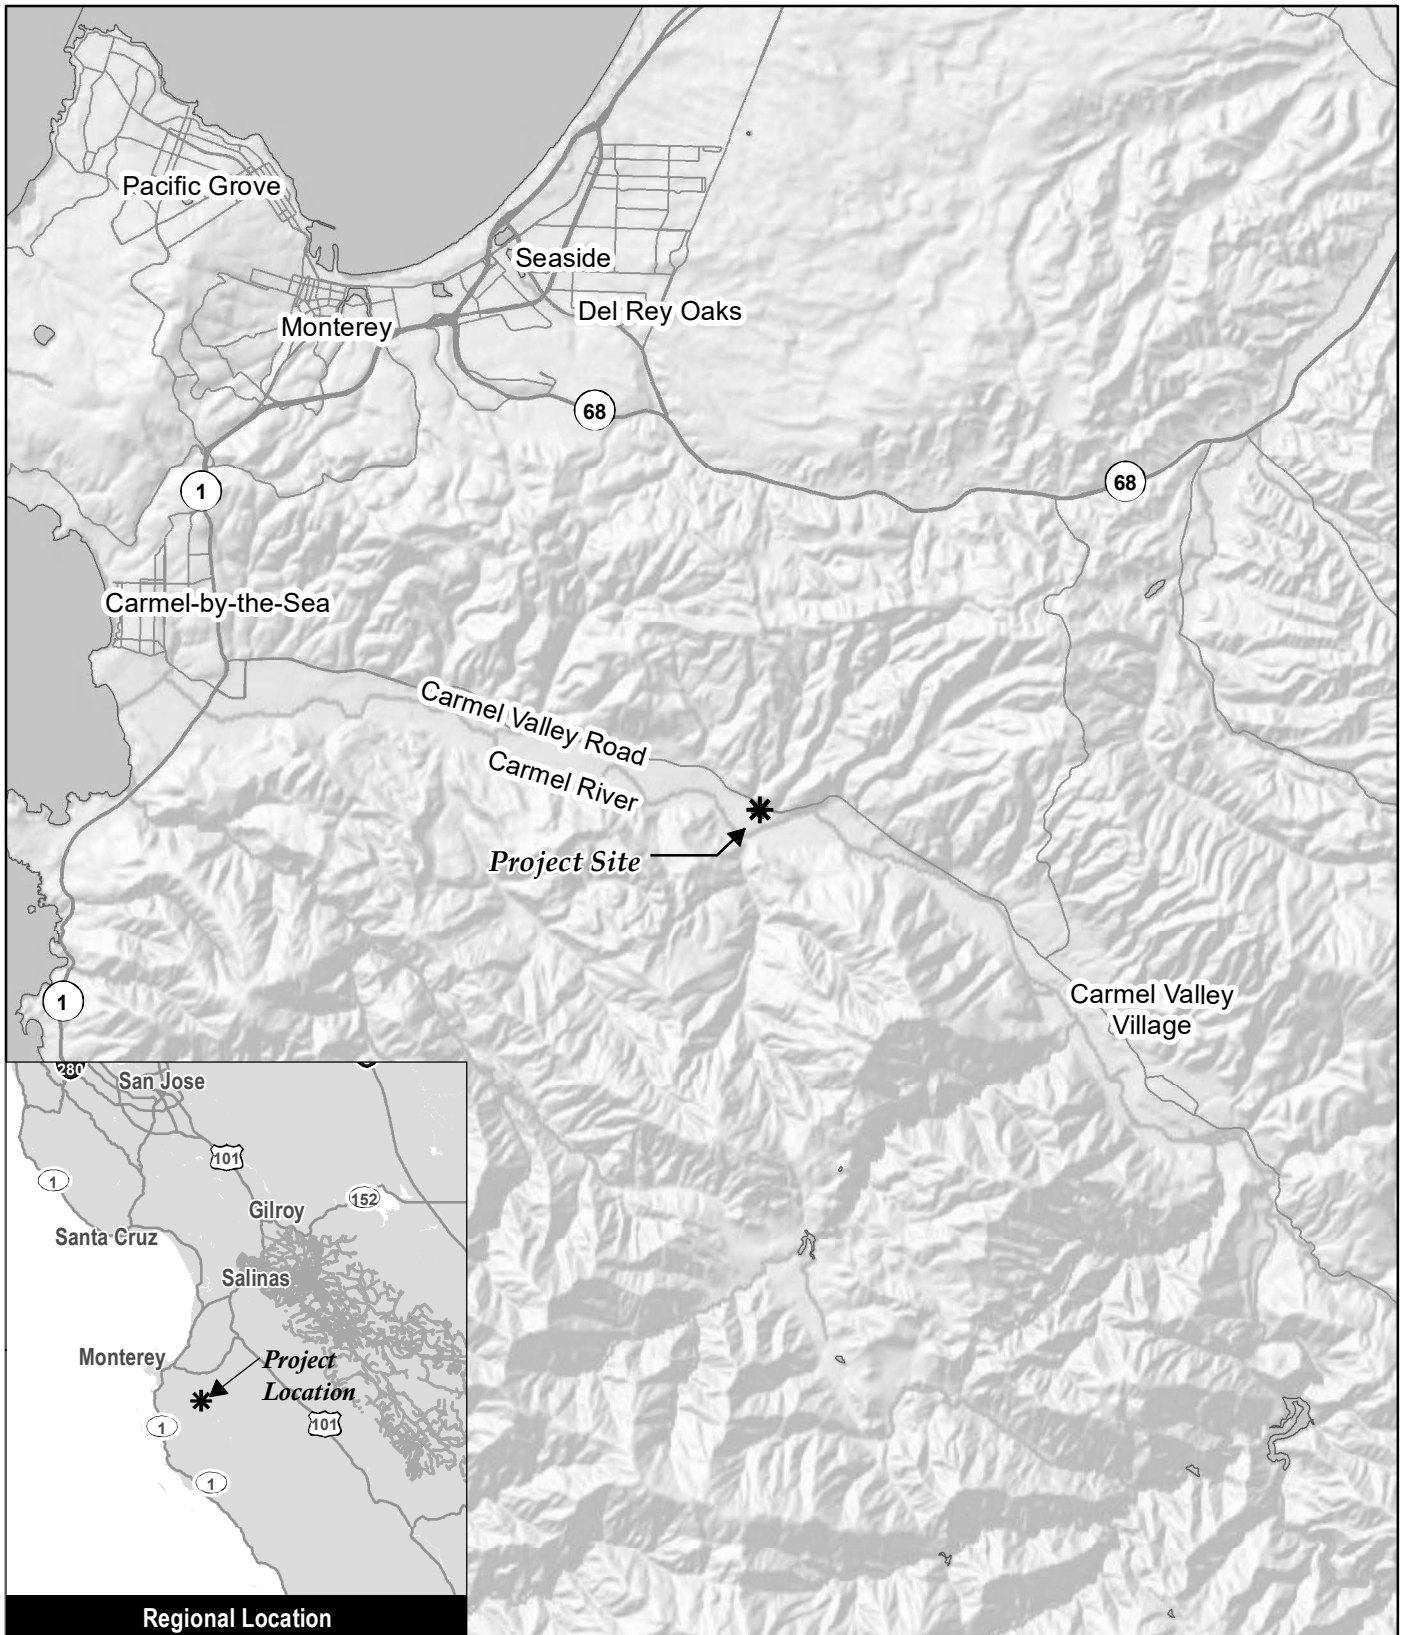 Pacific Grove
Seaside
Del Rey Oaks
Monterey
68
68
1
Carmel-by-the-Sea
Carmel Valley Road
Carmel River
Project Site
1
Carmel Valley
Village
280
San Jose
101
1
152
Gilroy
Santa Cruz
Salinas
Monterey
Project
Location
101
1
1
Regional Location